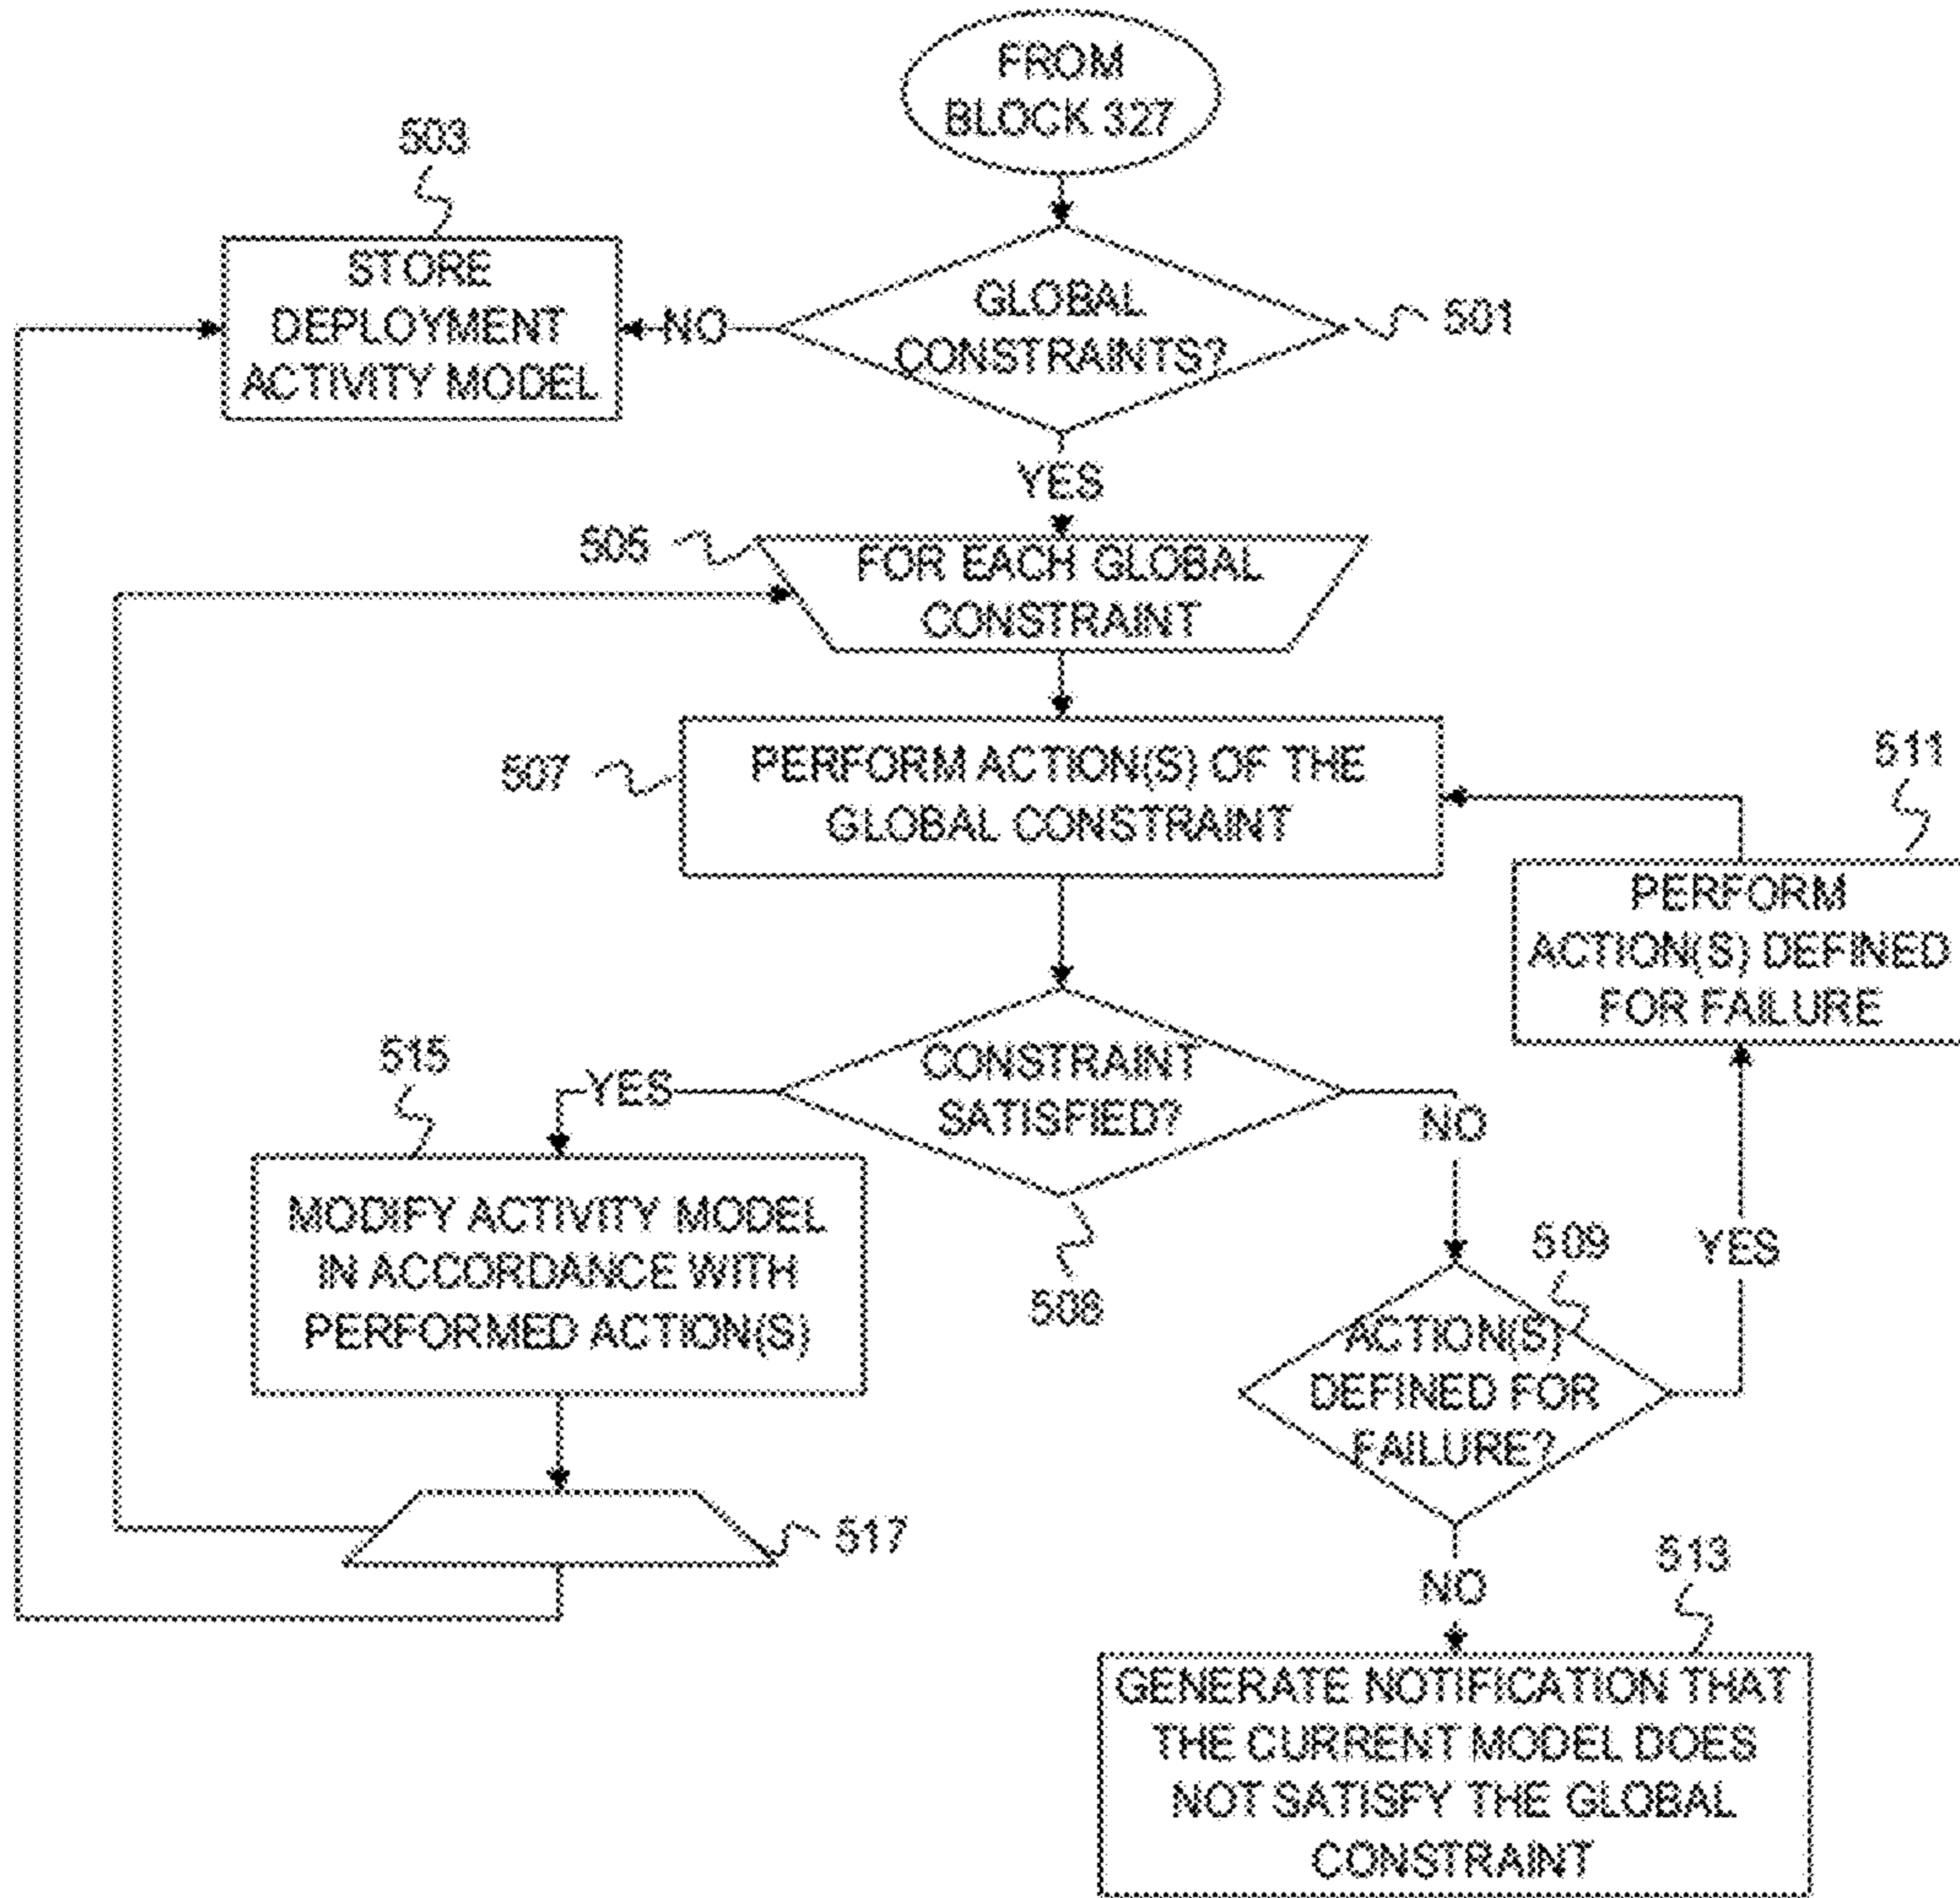 FROM
BLOCK 327
503
STORE
DEPLOYMENT
ACTIVITY MODEL
NO
GLOBAL
CONSTRAINTS?
501
YES
505
FOR EACH GLOBAL
CONSTRAINT
507
PERFORM ACTION(S) OF THE
GLOBAL CONSTRAINT
511
PERFORM
ACTION(S) DEFINED
FOR FAILURE
515
YES
CONSTRAINT
SATISFIED?
NO
508
MODIFY ACTIVITY MODEL
IN ACCORDANCE WITH
PERFORMED ACTION(S)
509
YES
ACTION(S)
DEFINED FOR
FAILURE?
517
NO
513
GENERATE NOTIFICATION THAT
THE CURRENT MODEL DOES
NOT SATISFY THE GLOBAL
CONSTRAINT